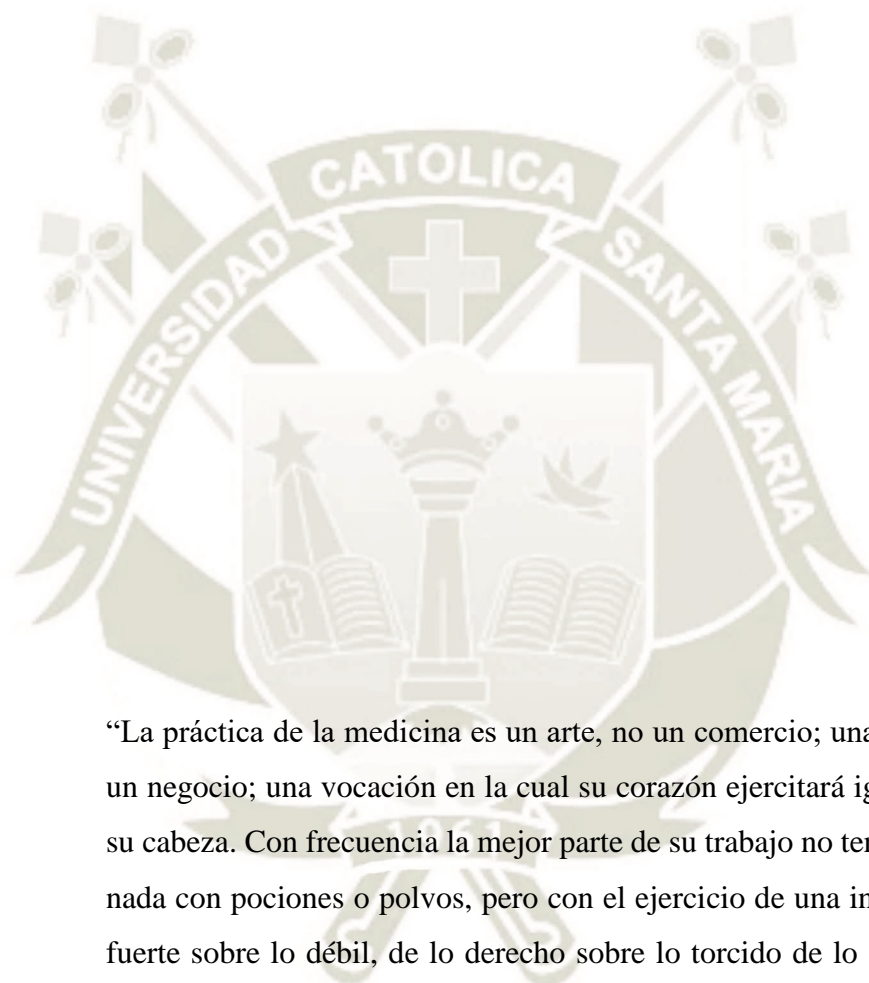 UNIVERSIDAD CATOLICA SANTA MARIA
“La práctica de la medicina es un arte, no un comercio; una
un negocio; una vocación en la cual su corazón ejercitará
su cabeza. Con frecuencia la mejor parte de su trabajo no
nada con pociones o polvos, pero con el ejercicio de una
fuerte sobre lo débil, de lo derecho sobre lo torcido de lo
1961